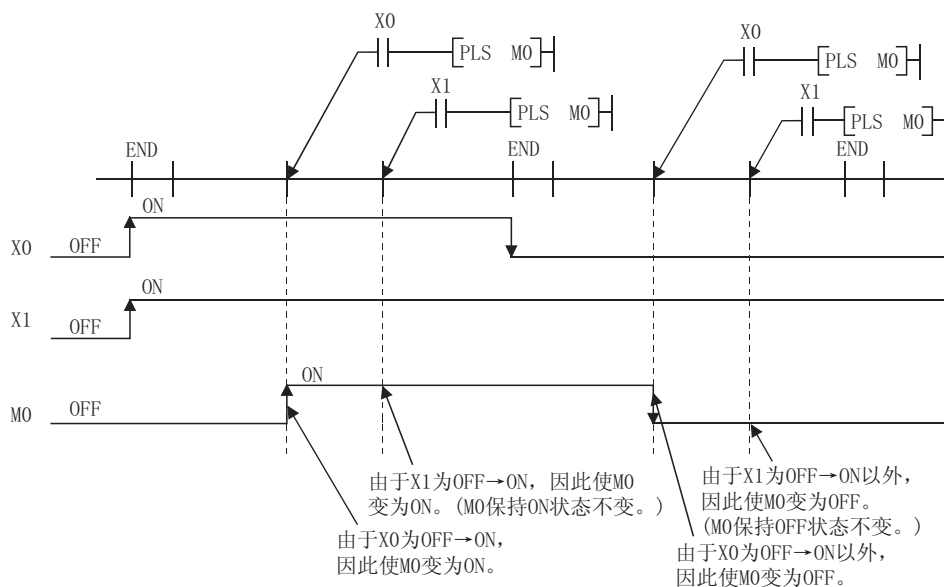 X0
PLS M0
X1
PLS M0
X0
PLS M0
X1
PLS M0
END
END
END
X0 OFF ON
X1 OFF ON
M0 OFF ON
由于X1为OFF→ON，因此使M0
变为ON。(M0保持ON状态不变。)
由于X0为OFF→ON，
因此使M0变为ON。
由于X1为OFF→ON以外，
因此使M0变为OFF。
(M0保持OFF状态不变。)
由于X0为OFF→ON以外，
因此使M0变为OFF。